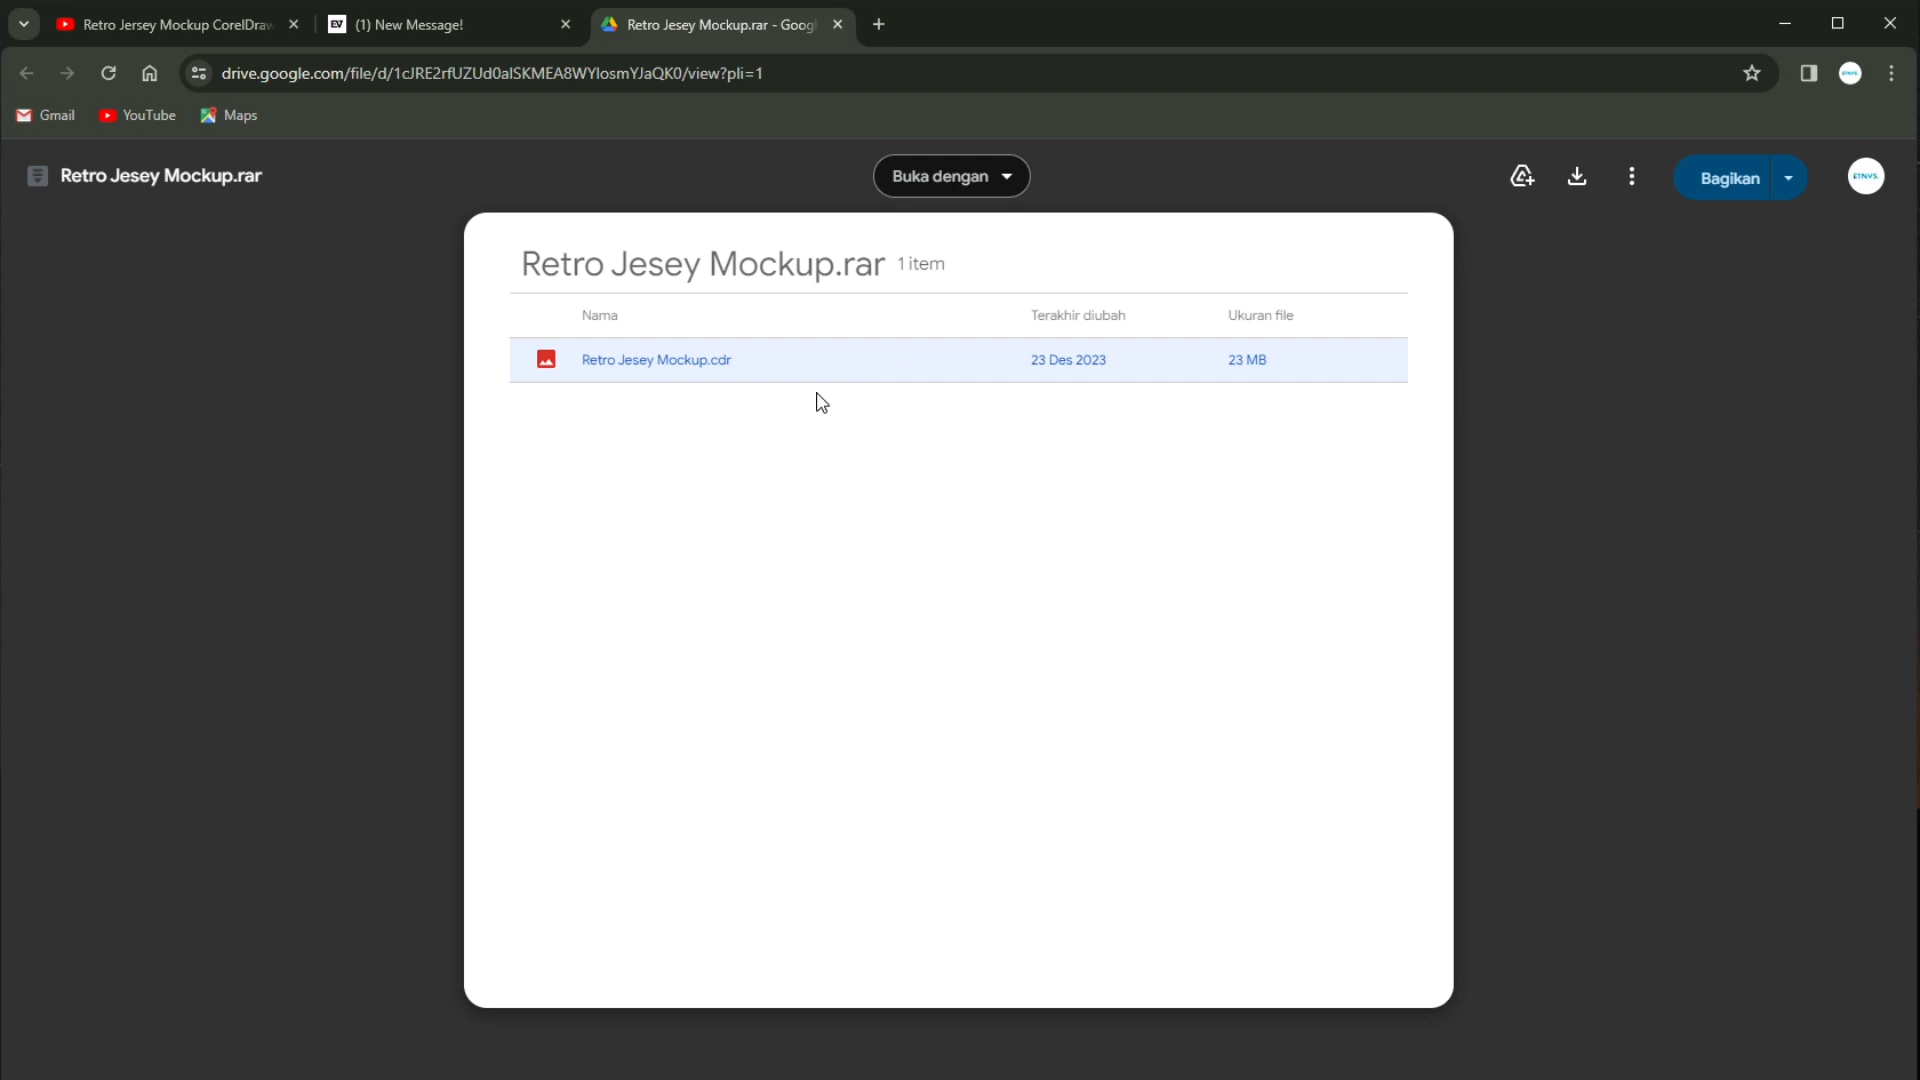 Retro Jersey Mockup CorelDraw
(1) New Message!
Retro Jesey Mockup.rar - Googl
drive.google.com/file/d/1cJRE2rfUZUd0alSKMEA8WYlosmYJaQK0/view?pli=1
Gmail
YouTube
Maps
Retro Jesey Mockup.rar
Buka dengan
Bagikan
ETNVS.
Retro Jesey Mockup.rar 1 item
Nama Terakhir diubah Ukuran file
Retro Jesey Mockup.cdr 23 Des 2023 23 MB